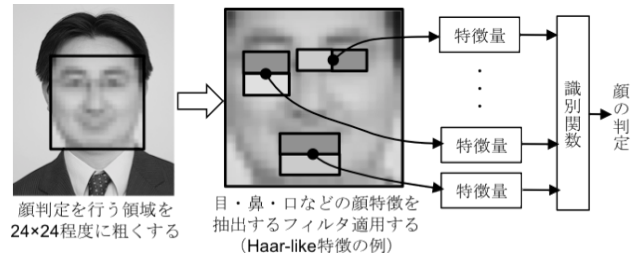 顔判定を行う領域を
24×24程度に粗くする
目・鼻・口などの顔特徴を
抽出するフィルタ適用する
（Haar-like特徴の例）
特徴量
・
・
・
特徴量
特徴量
識別関数
顔の判定